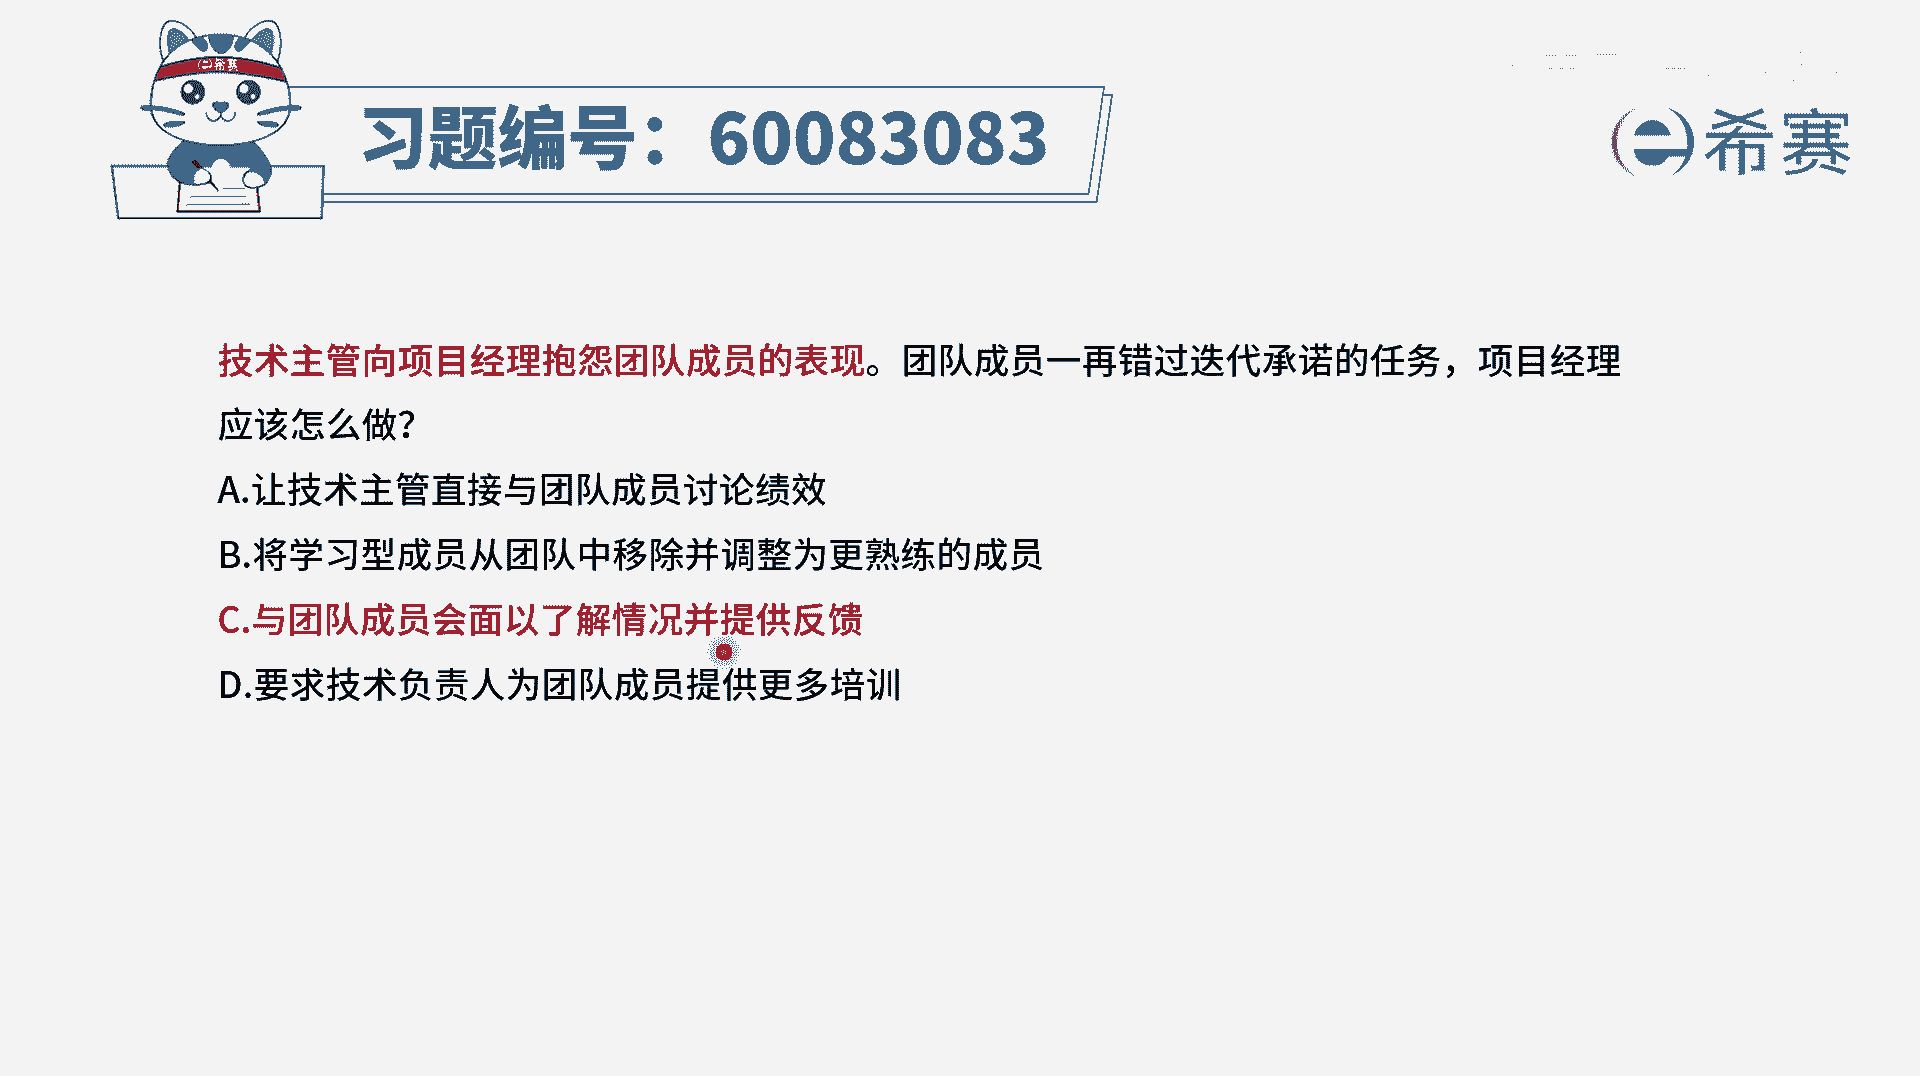 希赛
习题编号：60083083
希赛
技术主管向项目经理抱怨团队成员的表现。团队成员一再错过迭代承诺的任务，项目经理
应该怎么做？
A.让技术主管直接与团队成员讨论绩效
B.将学习型成员从团队中移除并调整为更熟练的成员
C.与团队成员会面以了解情况并提供反馈
D.要求技术负责人为团队成员提供更多培训